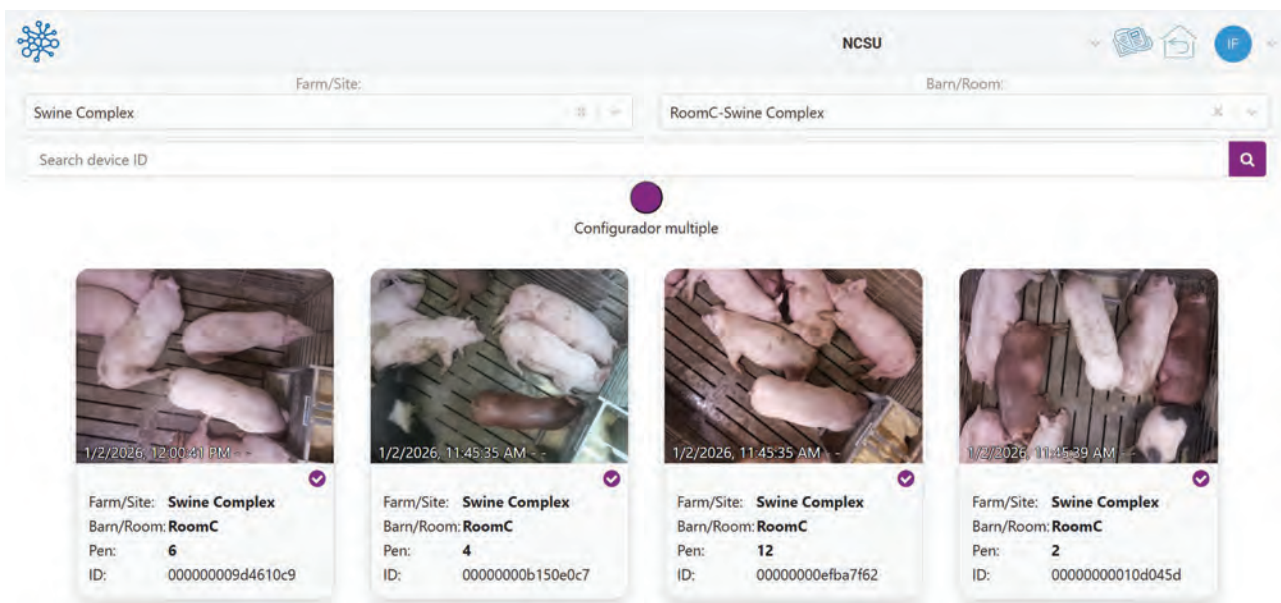 NCSU
IF
Farm/Site:
Barn/Room:
Swine Complex
RoomC-Swine Complex
Search device ID
Configurador multiple
1/2/2026, 12:00:41 PM - -
1/2/2026, 11:45:35 AM - -
1/2/2026, 11:45:35 AM - -
1/2/2026, 11:45:39 AM - -
Farm/Site: Swine Complex
Barn/Room: RoomC
Pen: 6
ID: 000000009d4610c9
Farm/Site: Swine Complex
Barn/Room: RoomC
Pen: 4
ID: 00000000b150e0c7
Farm/Site: Swine Complex
Barn/Room: RoomC
Pen: 12
ID: 00000000efba7f62
Farm/Site: Swine Complex
Barn/Room: RoomC
Pen: 2
ID: 00000000010d045d